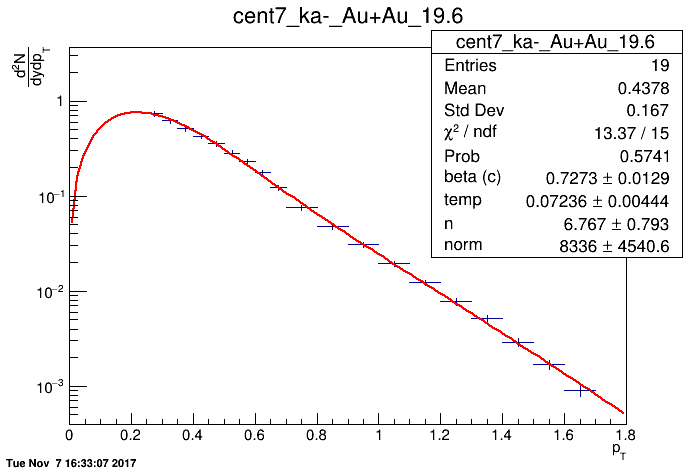 cent7_ka-_Au+Au_19.6
d²N
dydp_T
cent7_ka-_Au+Au_19.6
Entries 19
Mean 0.4378
Std Dev 0.167
χ² / ndf 13.37 / 15
Prob 0.5741
beta (c) 0.7273 ± 0.0129
temp 0.07236 ± 0.00444
n 6.767 ± 0.793
norm 8336 ± 4540.6
1
10⁻¹
10⁻²
10⁻³
0 0.2 0.4 0.6 0.8 1 1.2 1.4 1.6 1.8
p_T
Tue Nov 7 16:33:07 2017